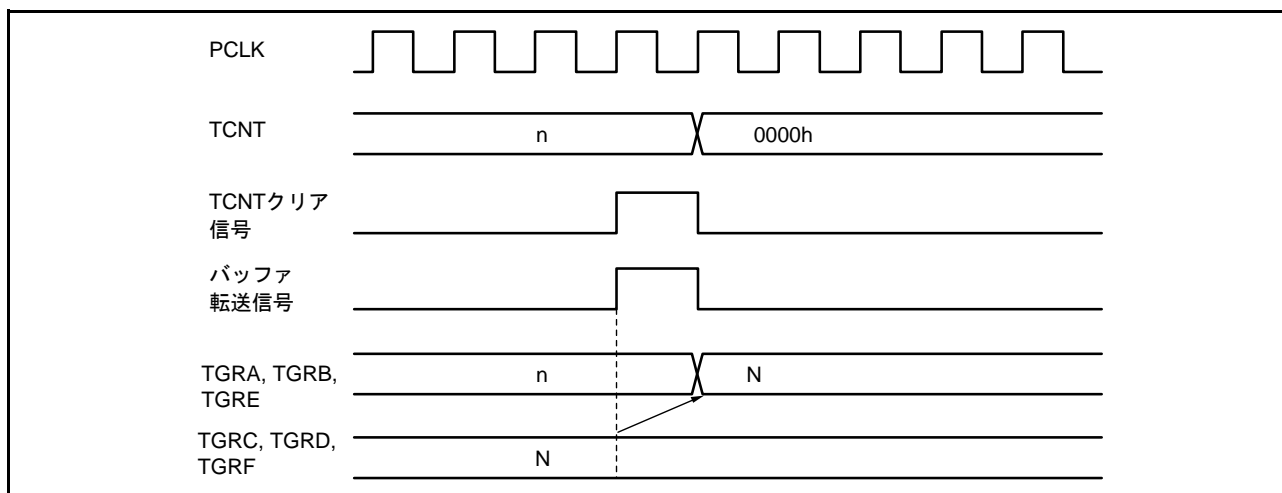 PCLK
TCNT
n
0000h
TCNTクリア
信号
バッファ
転送信号
TGRA, TGRB,
TGRE
n
N
TGRC, TGRD,
TGRF
N